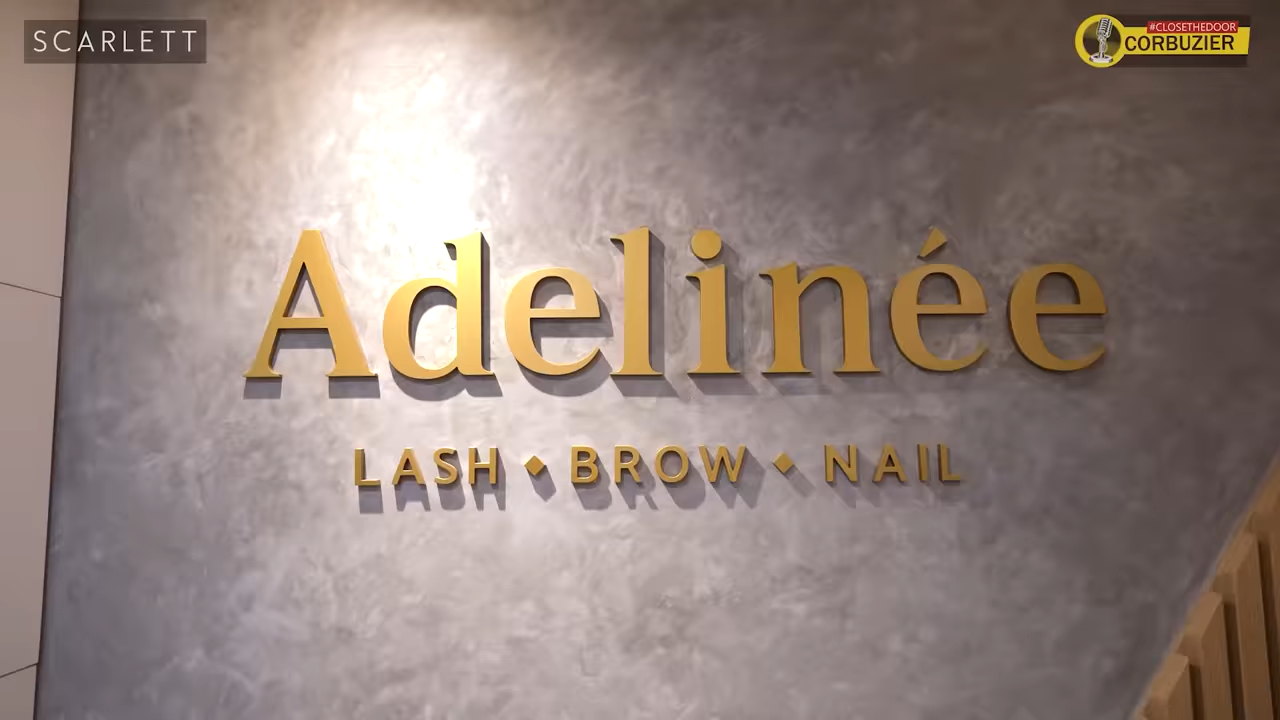 SCARLETT
#CLOSETHEDOOR
CORBUZIER
Adelinée
LASH ◆ BROW ◆ NAIL